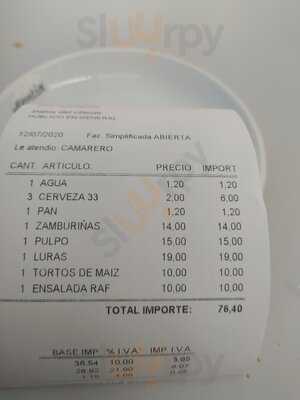 sluurpy
12/07/2020 Fac. Simplificada ABIERTA
Le atendio: CAMARERO
CANT. ARTICULO. PRECIO IMPORT
1 AGUA 1,20 1,20
3 CERVEZA 33 2,00 6,00
1 PAN 1,20 1,20
1 ZAMBURIÑAS 14,00 14,00
1 PULPO 15,00 15,00
1 LURAS 19,00 19,00
1 TORTOS DE MAIZ 10,00 10,00
1 ENSALADA RAF 10,00 10,00
TOTAL IMPORTE: 76,40
BASE IMP % I.V.A. IMP. I.V.A